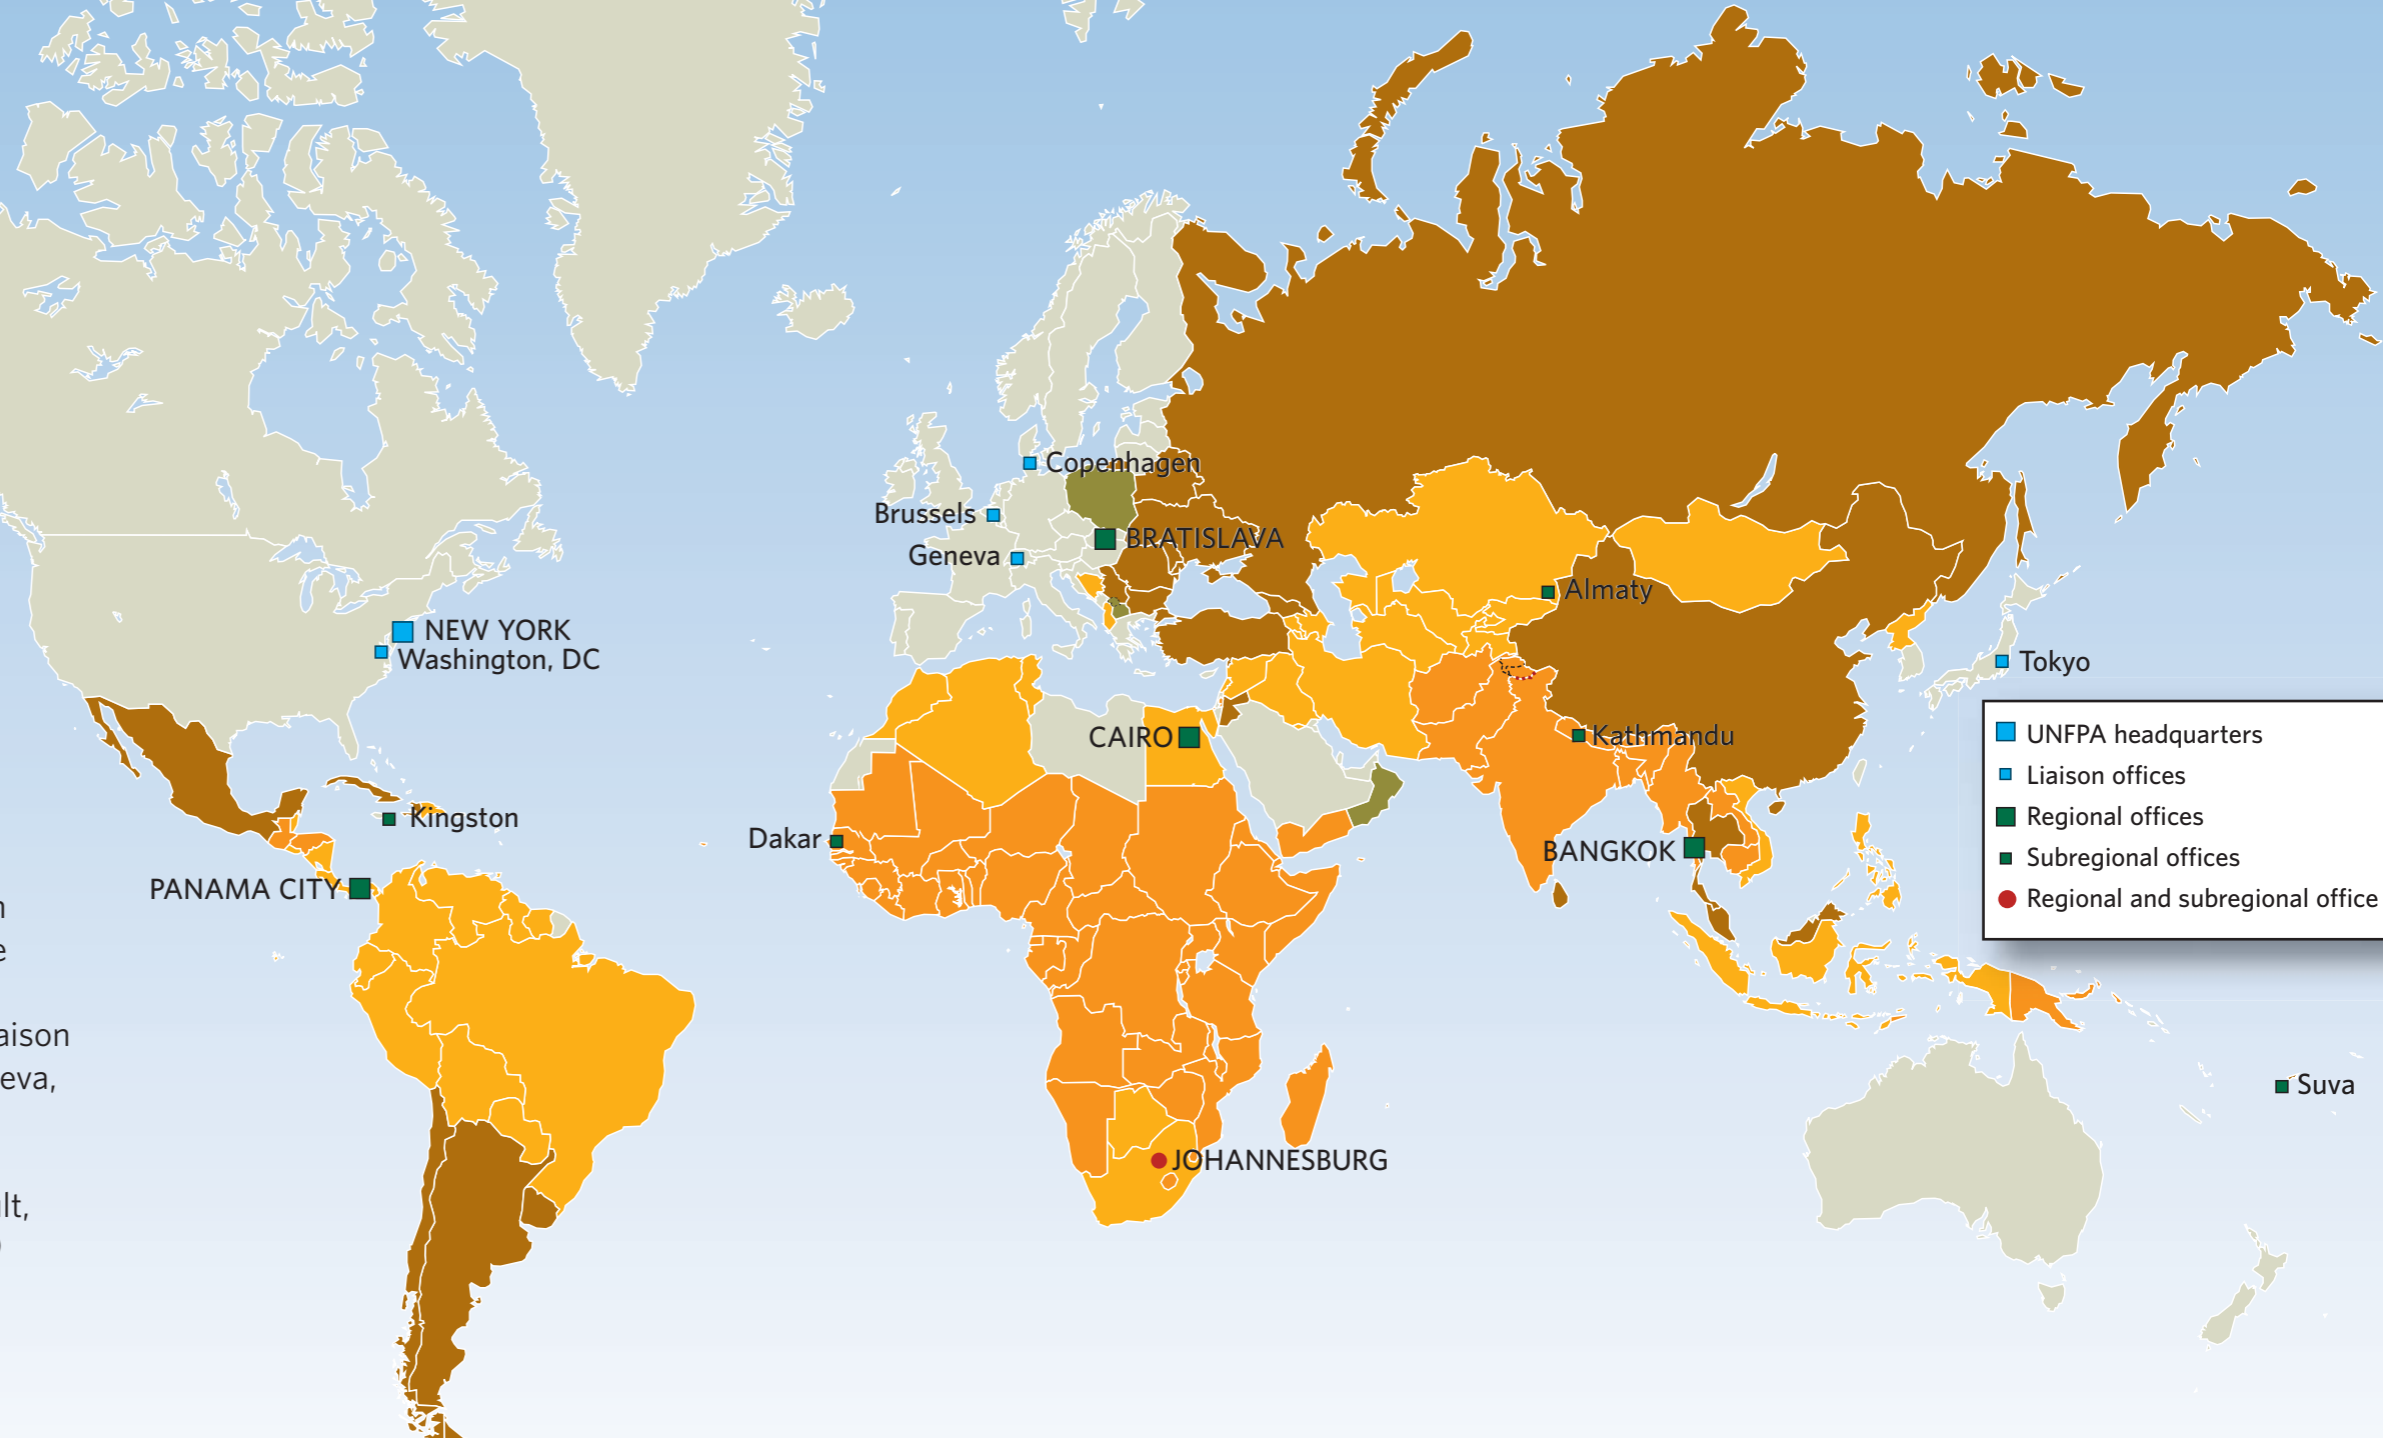 Copenhagen
Brussels
BRATISLAVA
Geneva
Almaty
NEW YORK
Washington, DC
Tokyo
CAIRO
Kathmandu
UNFPA headquarters
Liaison offices
Regional offices
Subregional offices
Regional and subregional office
Kingston
Dakar
BANGKOK
PANAMA CITY
n
e
aison
eva,
Suva
JOHANNESBURG
lt,